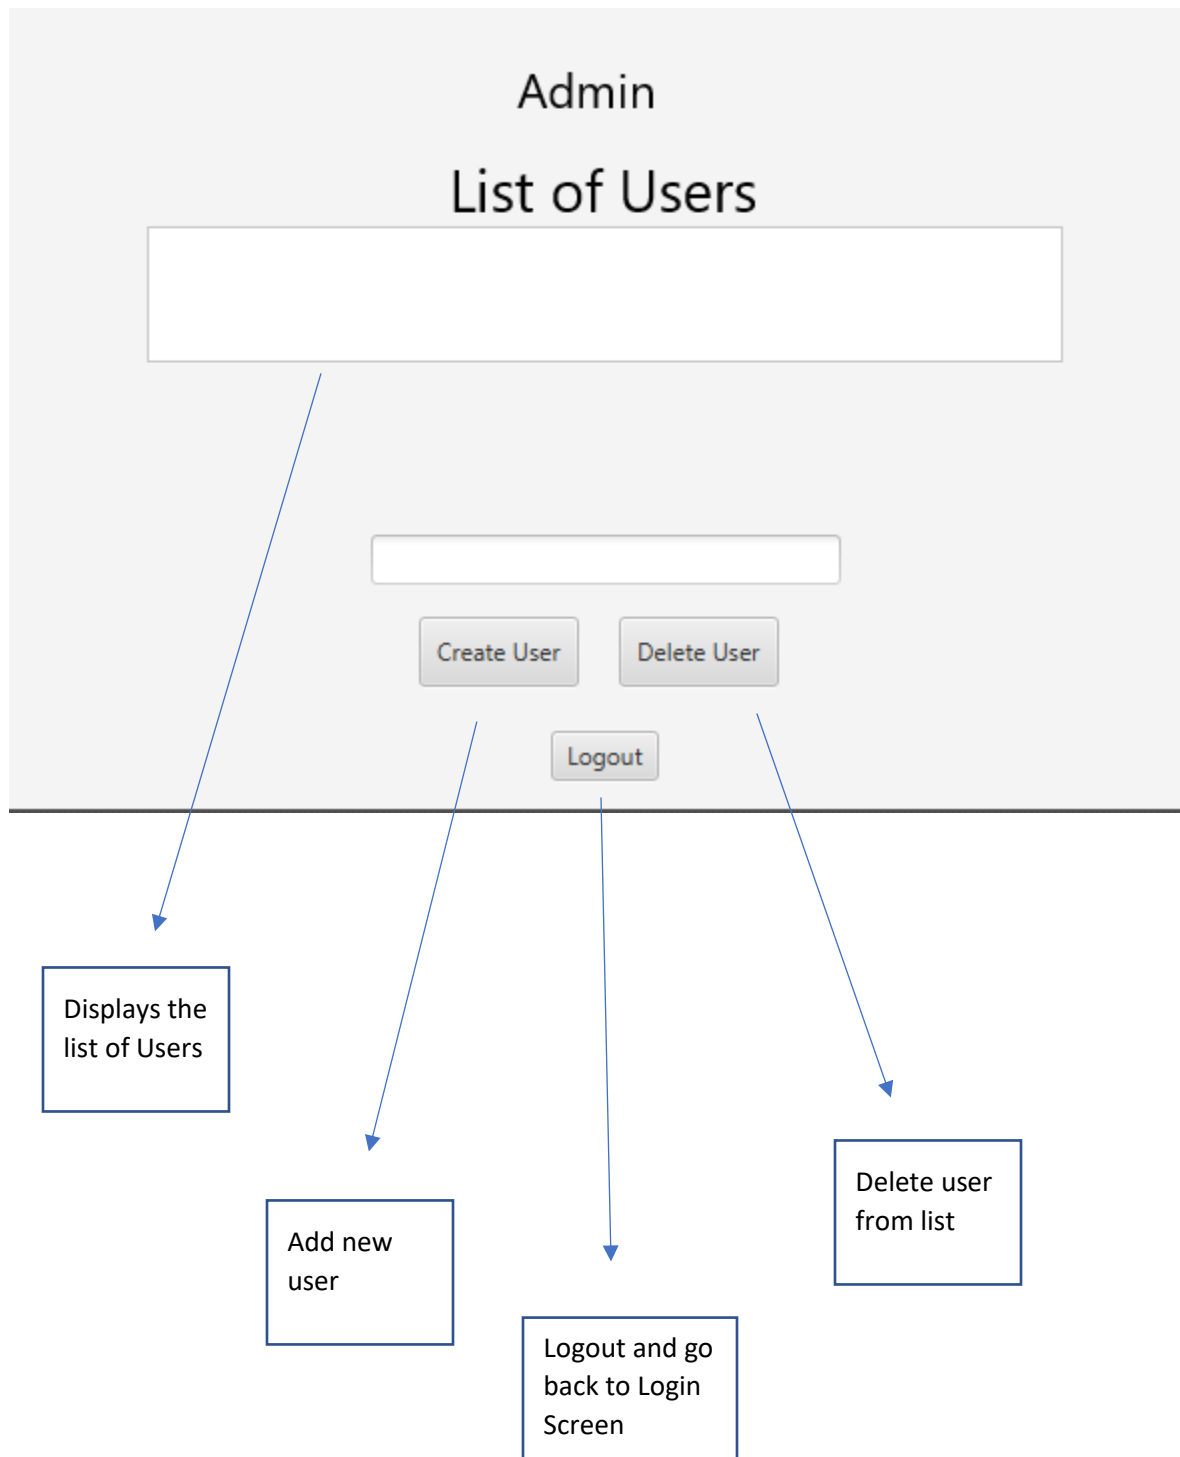 Admin
List of Users
Create User
Delete User
Logout
Displays the
list of Users
Add new
user
Logout and go
back to Login
Screen
Delete user
from list